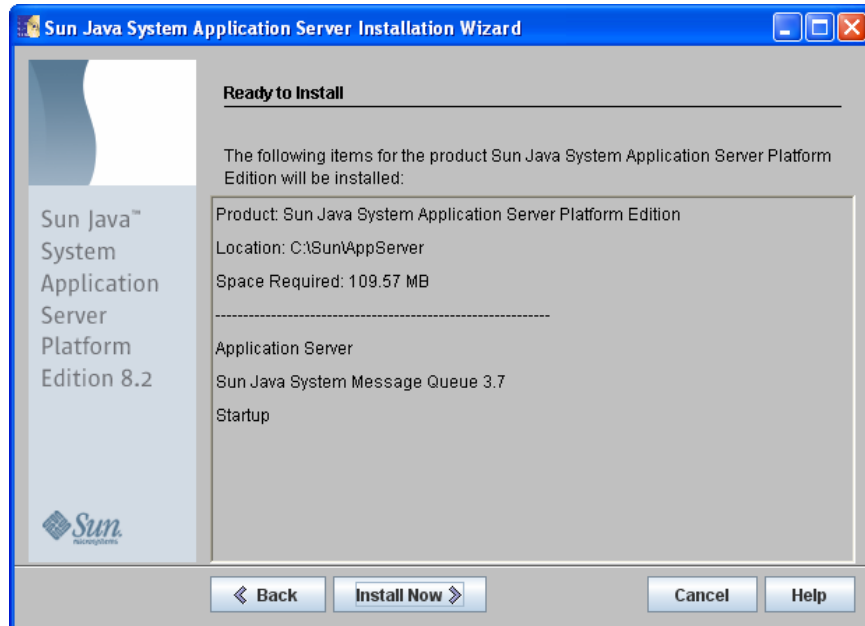 Sun Java System Application Server Installation Wizard
Ready to Install
The following items for the product Sun Java System Application Server Platform
Edition will be installed:
Sun Java™
System
Application
Server
Platform
Edition 8.2
Sun
microsystems
Product: Sun Java System Application Server Platform Edition
Location: C:\Sun\AppServer
Space Required: 109.57 MB
------------------------------------------------------------
Application Server
Sun Java System Message Queue 3.7
Startup
Back
Install Now
Cancel
Help